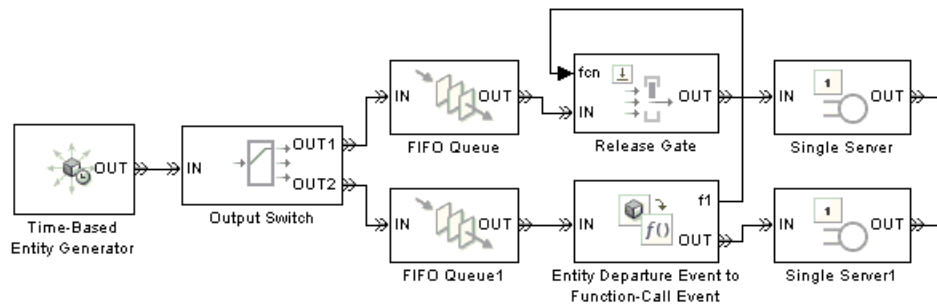 OUT
Time-Based
Entity Generator
IN
OUT1
OUT2
Output Switch
IN
OUT
FIFO Queue
fcn
IN
OUT
Release Gate
IN
1
OUT
Single Server
IN
OUT
FIFO Queue1
IN
f()
f1
OUT
Entity Departure Event to
Function-Call Event
IN
1
OUT
Single Server1